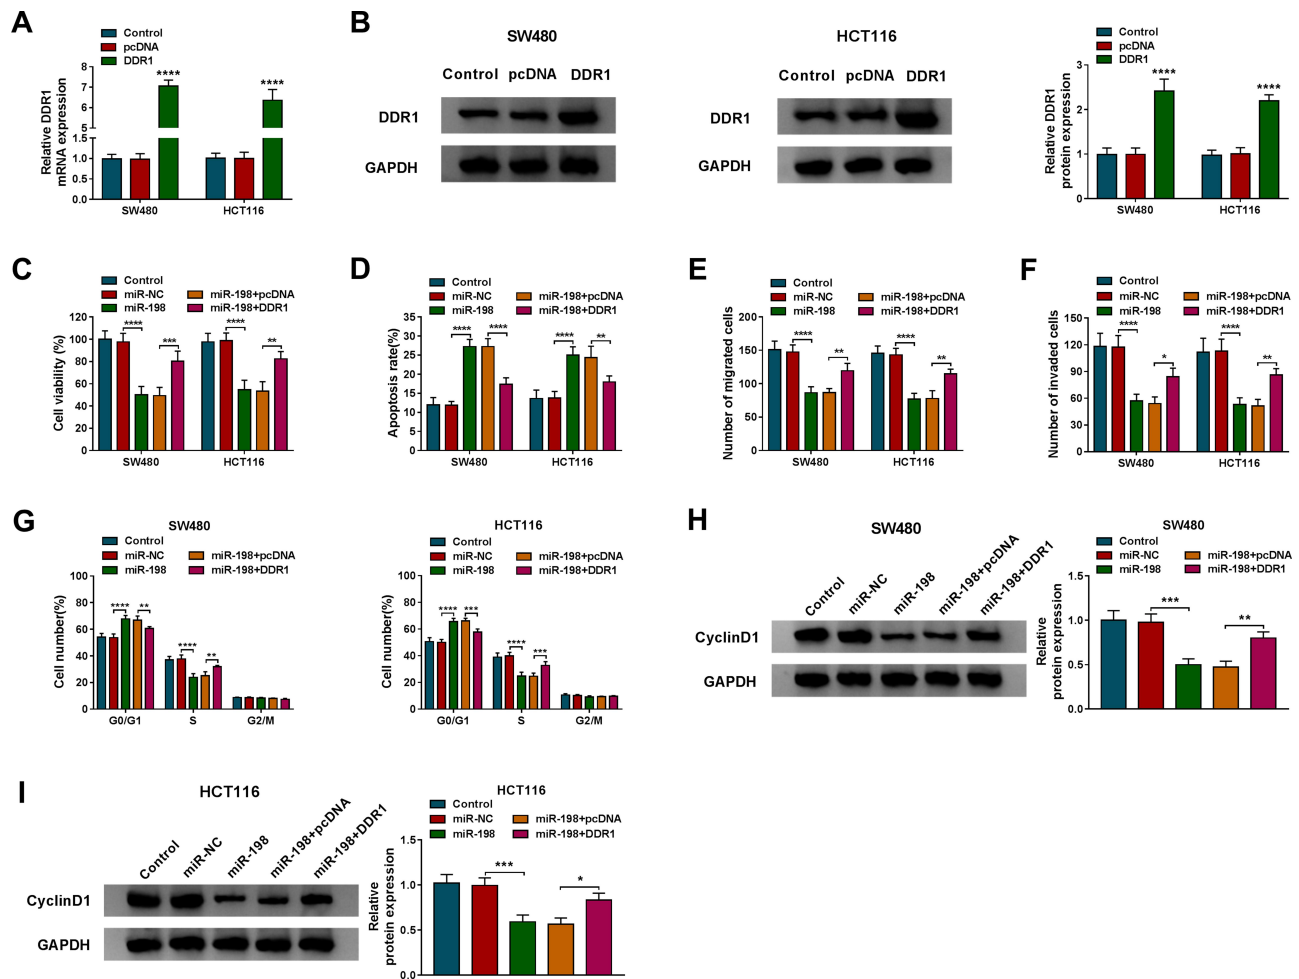 A
Control
pcDNA
DDR1
Relative DDR1
mRNA expression
8
7
6
5
1.5
1.0
0.5
0.0
****
****
SW480
HCT116
B
SW480
Control pcDNA DDR1
DDR1
GAPDH
HCT116
Control pcDNA DDR1
DDR1
GAPDH
Control
pcDNA
DDR1
Relative DDR1
protein expression
3
2
1
0
****
****
SW480
HCT116
C
Control
miR-NC
miR-198+pcDNA
miR-198
miR-198+DDR1
Cell viability (%)
120
100
80
60
40
20
0
****
***
****
**
SW480
HCT116
D
Control
miR-NC
miR-198+pcDNA
miR-198
miR-198+DDR1
Apoptosis rate(%)
35
30
25
20
15
10
5
0
****
****
****
**
SW480
HCT116
E
Control
miR-NC
miR-198+pcDNA
miR-198
miR-198+DDR1
Number of migrated cells
200
150
100
50
0
****
**
****
**
SW480
HCT116
F
Control
miR-NC
miR-198+pcDNA
miR-198
miR-198+DDR1
Number of invaded cells
150
120
90
60
30
0
****
*
****
**
SW480
HCT116
G
SW480
Control
miR-NC
miR-198+pcDNA
miR-198
miR-198+DDR1
Cell number(%)
100
80
60
40
20
0
****
**
****
**
G0/G1
S
G2/M
HCT116
Control
miR-NC
miR-198+pcDNA
miR-198
miR-198+DDR1
Cell number(%)
100
80
60
40
20
0
****
***
****
***
G0/G1
S
G2/M
H
SW480
Control
miR-NC
miR-198
miR-198+pcDNA
miR-198+DDR1
CyclinD1
GAPDH
SW480
Control
miR-NC
miR-198+pcDNA
miR-198
miR-198+DDR1
Relative
protein expression
1.5
1.0
0.5
0.0
***
**
I
HCT116
Control
miR-NC
miR-198
miR-198+pcDNA
miR-198+DDR1
CyclinD1
GAPDH
HCT116
Control
miR-NC
miR-198+pcDNA
miR-198
miR-198+DDR1
Relative
protein expression
1.5
1.0
0.5
0.0
***
*